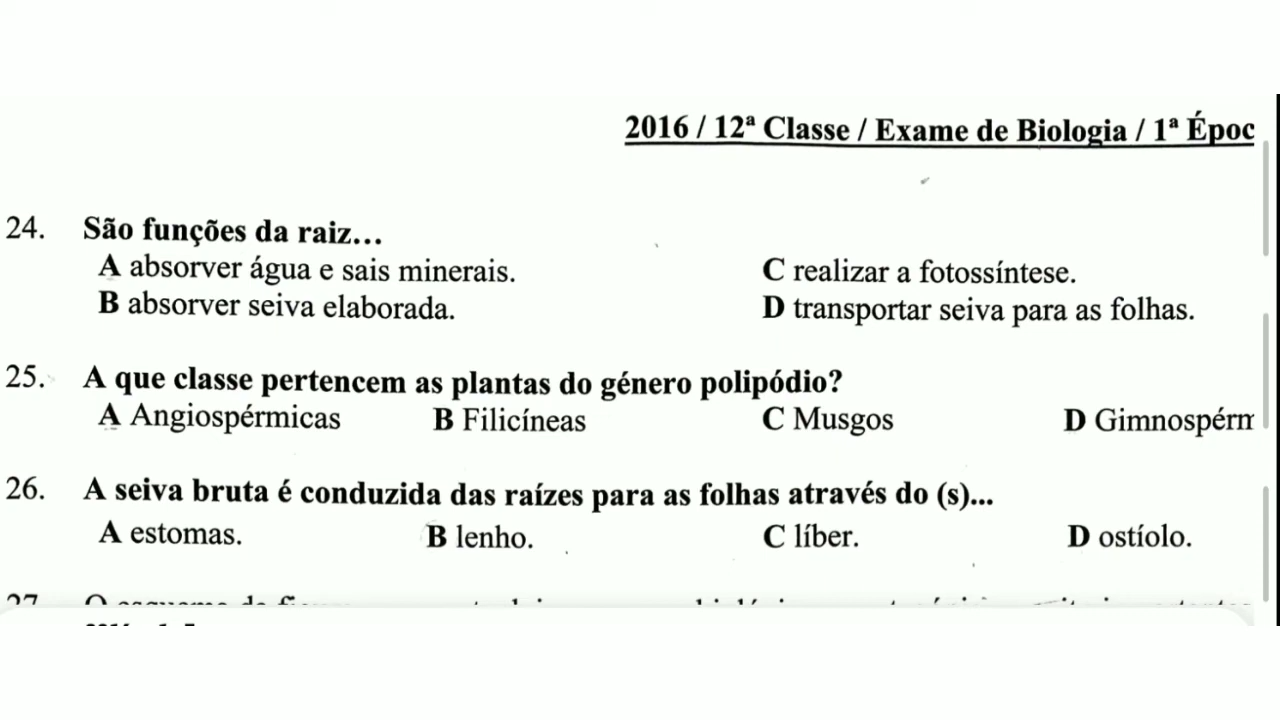 2016 / 12ª Classe / Exame de Biologia / 1ª Époc
24. São funções da raiz...
A absorver água e sais minerais. C realizar a fotossíntese.
B absorver seiva elaborada. D transportar seiva para as folhas.
25. A que classe pertencem as plantas do género polipódio?
A Angiospérmicas B Filicíneas C Musgos D Gimnospérm
26. A seiva bruta é conduzida das raízes para as folhas através do (s)...
A estomas. B lenho. C líber. D ostíolo.